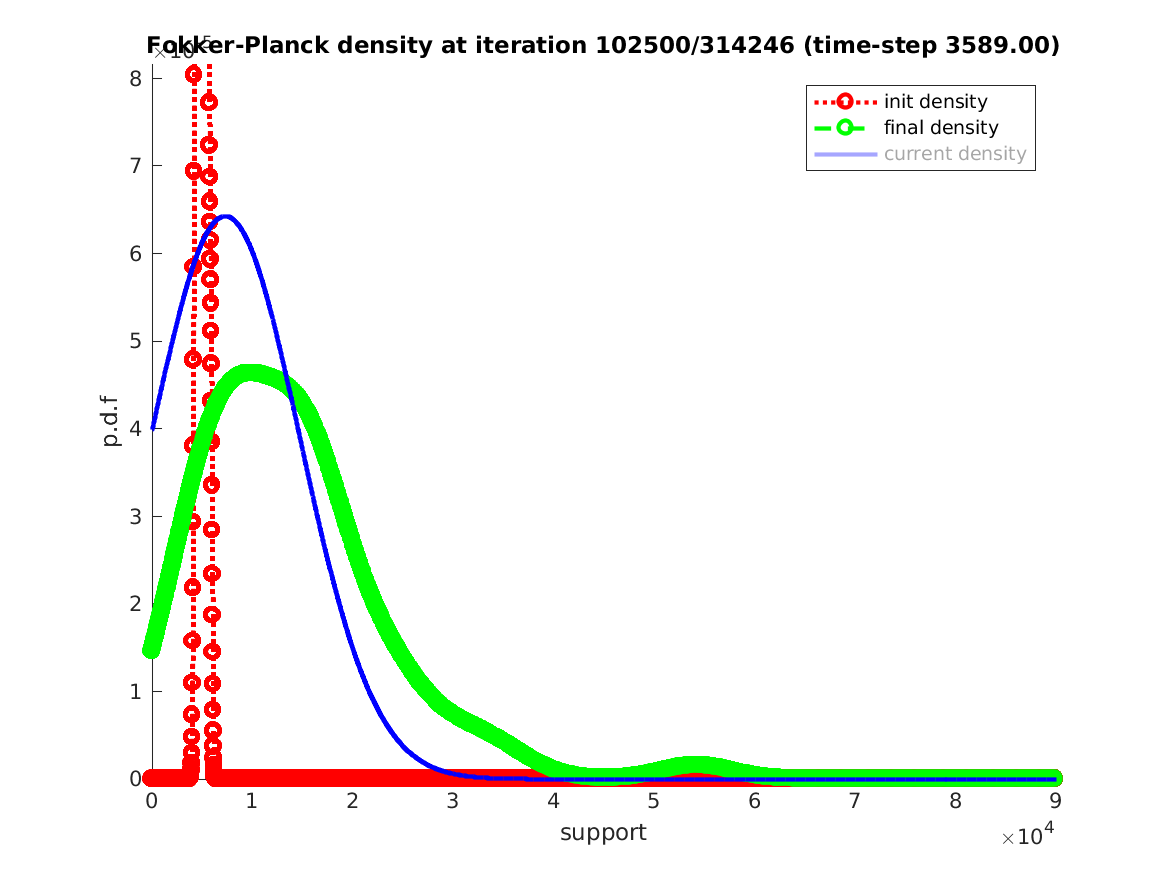 Fokker-Planck density at iteration 102500/314246 (time-step 3589.00)
8
7
6
5
4
3
2
1
0
p.d.f
init density
final density
current density
0 1 2 3 4 5 6 7 8 9
support
×10^4